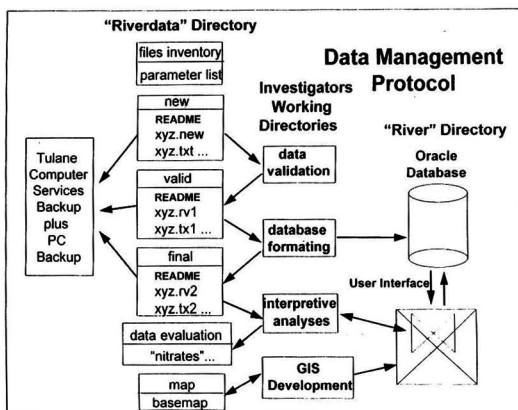 "Riverdata" Directory
files inventory
parameter list
Data Management
Protocol
new
README
xyz.new
xyz.txt ...
Investigators
Working
Directories
"River" Directory
Oracle
Database
Tulane
Computer
Services
Backup
plus
PC
Backup
data
validation
valid
README
xyz.rv1
xyz.tx1 ...
database
formating
final
README
xyz.rv2
xyz.tx2 ...
User Interface
interpretive
analyses
data evaluation
"nitrates"...
map
basemap
GIS
Development